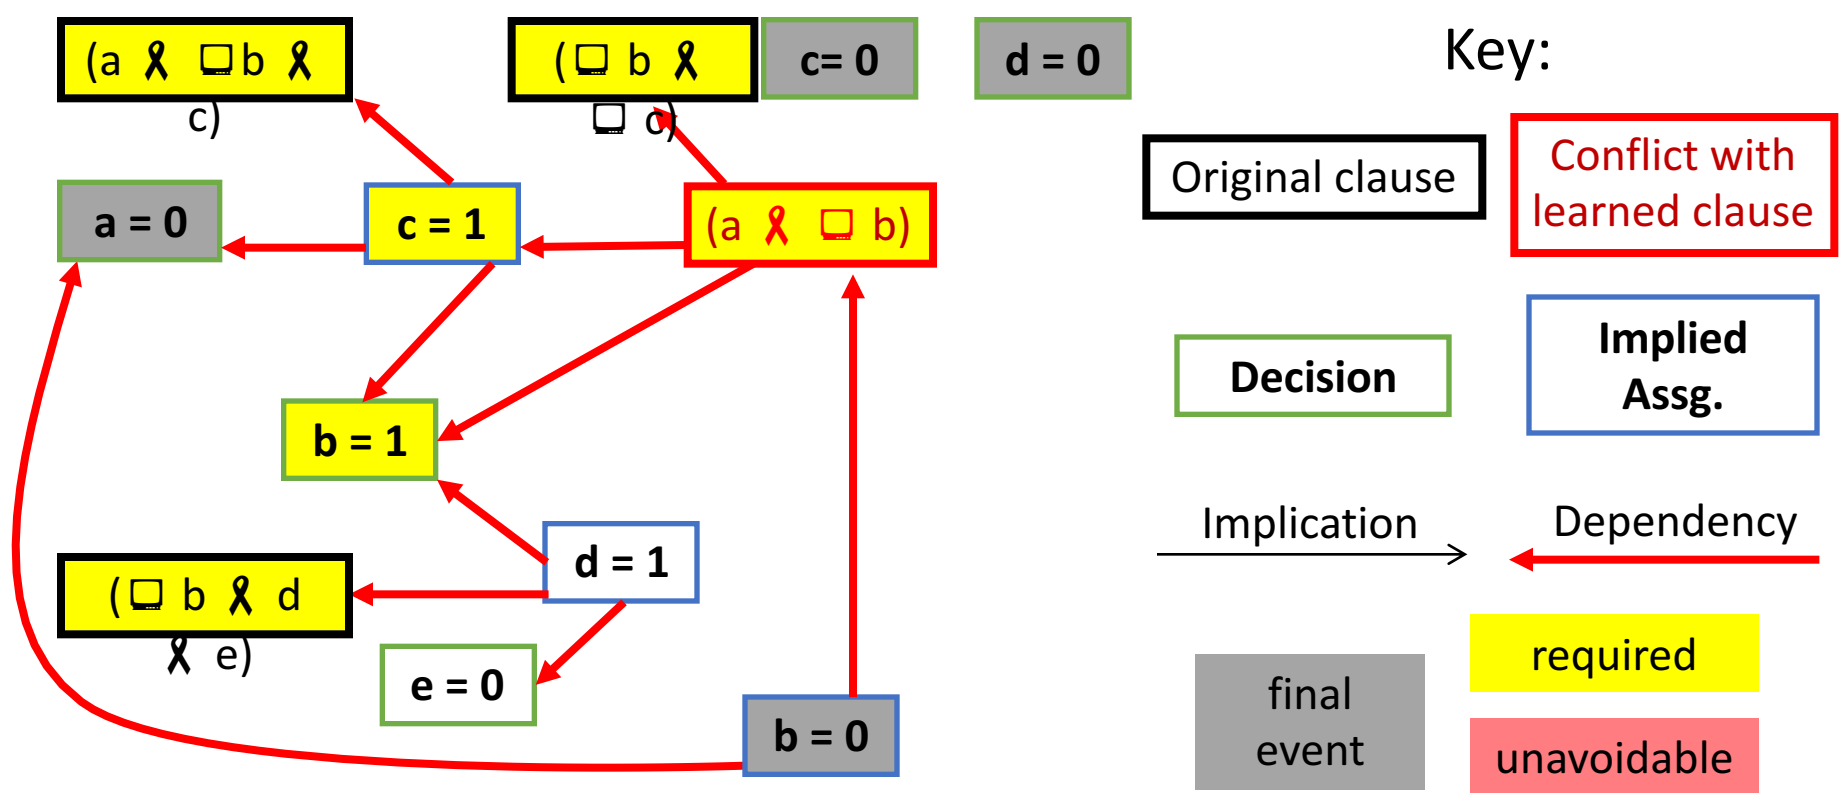 (a 🎗 🖵b 🎗
c)
(🖵 b 🎗
🖵 c)
c= 0
d = 0
Key:
Original clause
Conflict with
learned clause
a = 0
c = 1
(a 🎗 🖵 b)
Decision
Implied
Assg.
b = 1
Implication
Dependency
d = 1
(🖵 b 🎗 d
🎗 e)
e = 0
b = 0
final
event
required
unavoidable